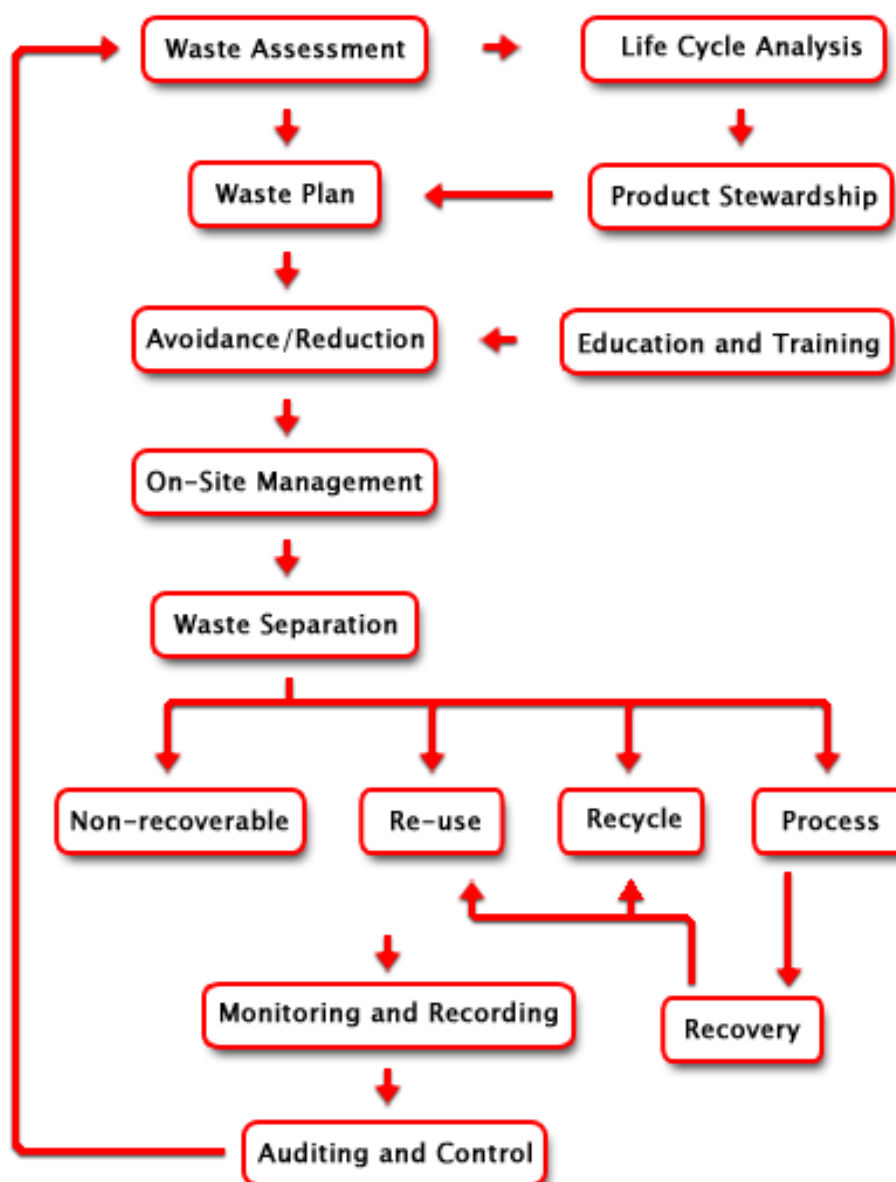 Waste Assessment
Life Cycle Analysis
Waste Plan
Product Stewardship
Avoidance/Reduction
Education and Training
On-Site Management
Waste Separation
Non-recoverable
Re-use
Recycle
Process
Monitoring and Recording
Recovery
Auditing and Control